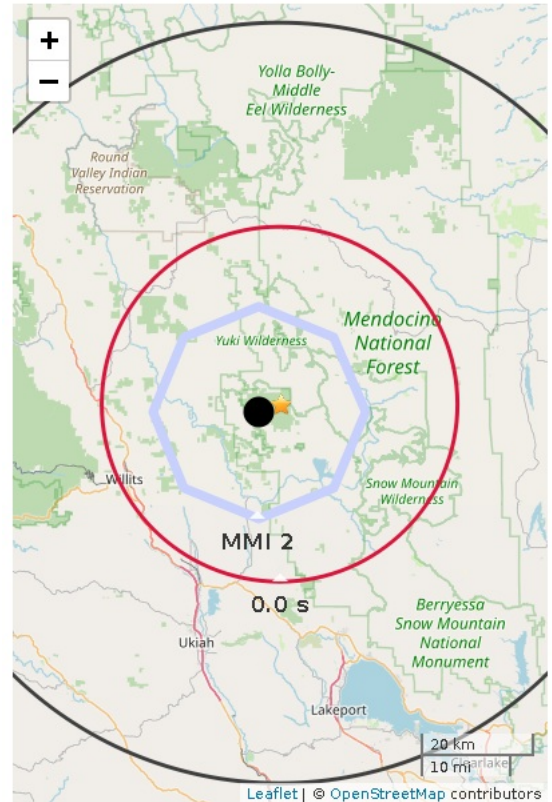 +
−
Yolla Bolly-
Middle
Eel Wilderness
Round
Valley Indian
Reservation
Yuki Wilderness
Mendocino
National
Forest
Willits
Snow Mountain
Wilderness
MMI 2
0.0 s
Berryessa
Snow Mountain
National
Monument
Ukiah
Lakeport
20 km
10 mi
Clearlake
Leaflet | © OpenStreetMap contributors